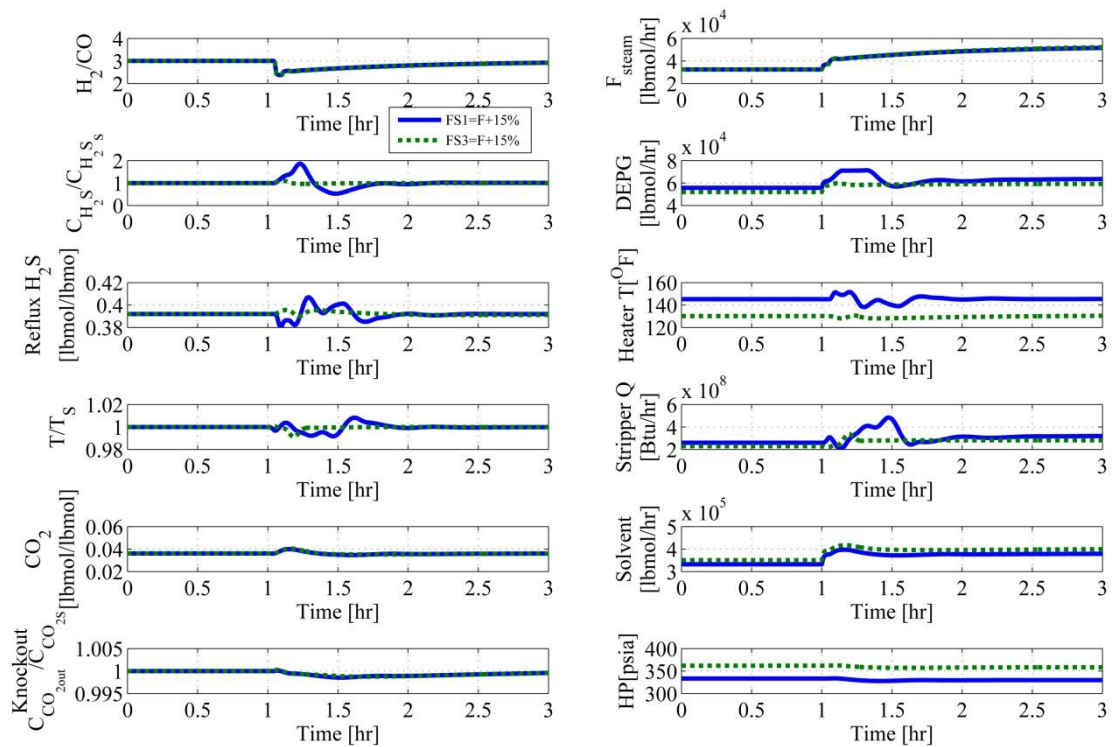 H2/CO
4
3
2
0 0.5 1 1.5 2 2.5 3
Time [hr]
F steam
[lbmol/hr]
x 10^4
6
4
2
0 0.5 1 1.5 2 2.5 3
Time [hr]
FS1=F+15%
FS3=F+15%
C H2S/C H2Ss
2
1
0
0 0.5 1 1.5 2 2.5 3
Time [hr]
DEPG
[lbmol/hr]
x 10^4
8
6
4
0 0.5 1 1.5 2 2.5 3
Time [hr]
Reflux H2S
[lbmol/lbmol]
0.42
0.4
0.38
0 0.5 1 1.5 2 2.5 3
Time [hr]
Heater T[OF]
160
140
120
0 0.5 1 1.5 2 2.5 3
Time [hr]
T/TS
1.02
1
0.98
0 0.5 1 1.5 2 2.5 3
Time [hr]
Stripper Q
[Btu/hr]
x 10^8
6
4
2
0 0.5 1 1.5 2 2.5 3
Time [hr]
CO2
[lbmol/lbmol]
0.06
0.04
0.02
0 0.5 1 1.5 2 2.5 3
Time [hr]
Solvent
[lbmol/hr]
x 10^5
5
4
3
0 0.5 1 1.5 2 2.5 3
Time [hr]
Knockout
C CO2out/C CO2S
1.005
1
0.995
0 0.5 1 1.5 2 2.5 3
Time [hr]
HP[psia]
400
350
300
0 0.5 1 1.5 2 2.5 3
Time [hr]